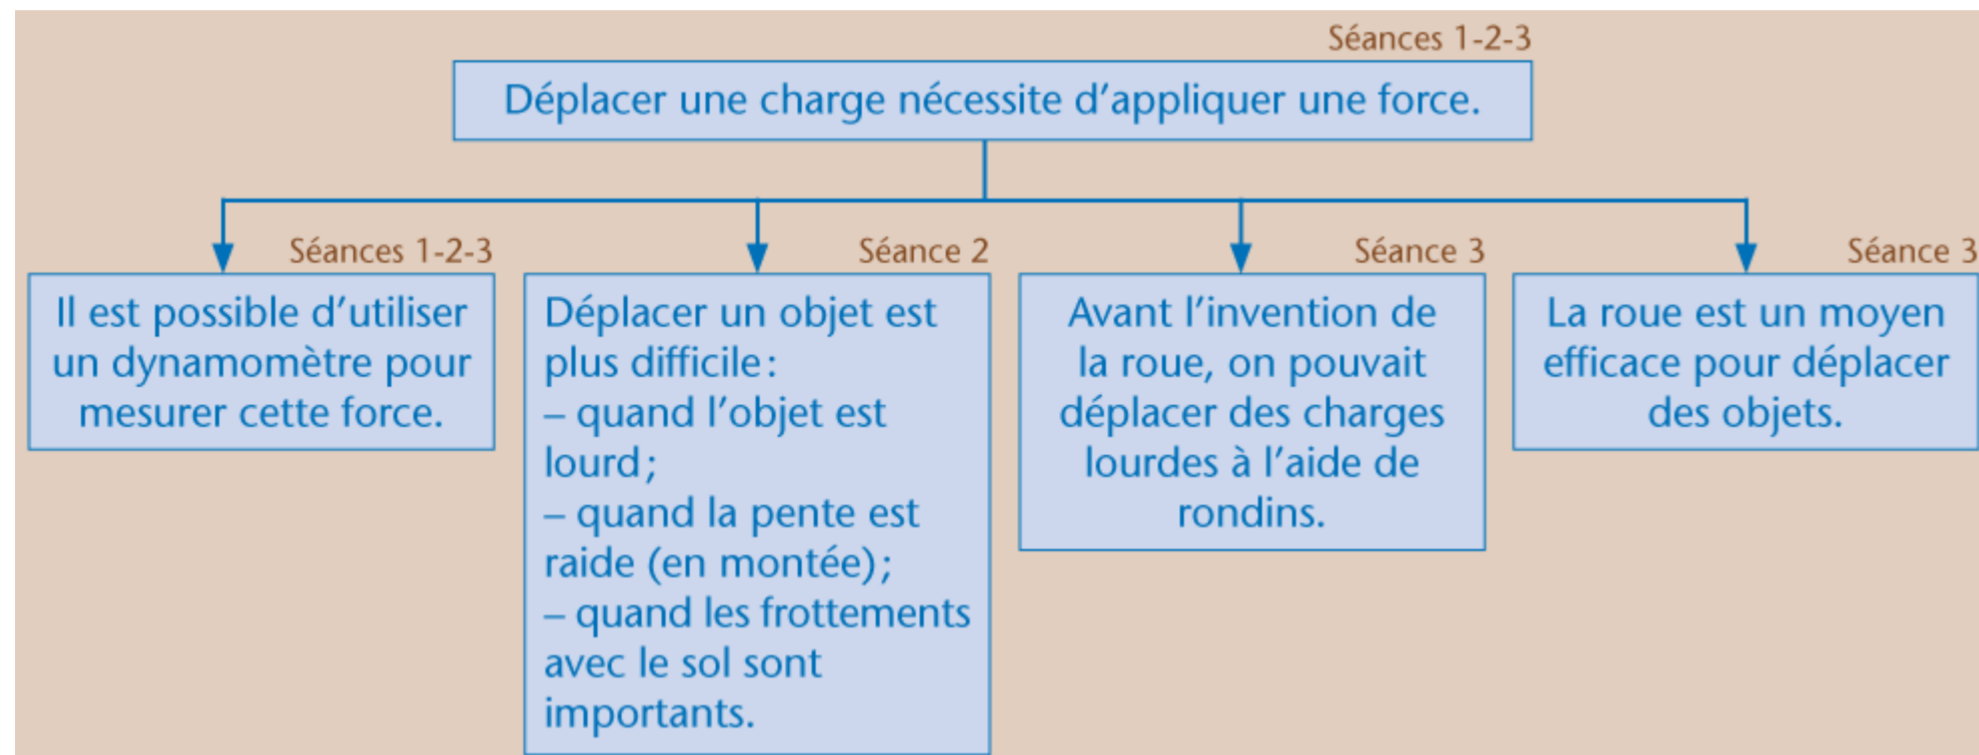 Séances 1-2-3
Déplacer une charge nécessite d'appliquer une force.
Séances 1-2-3
Il est possible d'utiliser
un dynamomètre pour
mesurer cette force.
Séance 2
Déplacer un objet est
plus difficile :
– quand l'objet est
lourd ;
– quand la pente est
raide (en montée) ;
– quand les frottements
avec le sol sont
importants.
Séance 3
Avant l'invention de
la roue, on pouvait
déplacer des charges
lourdes à l'aide de
rondins.
Séance 3
La roue est un moyen
efficace pour déplacer
des objets.